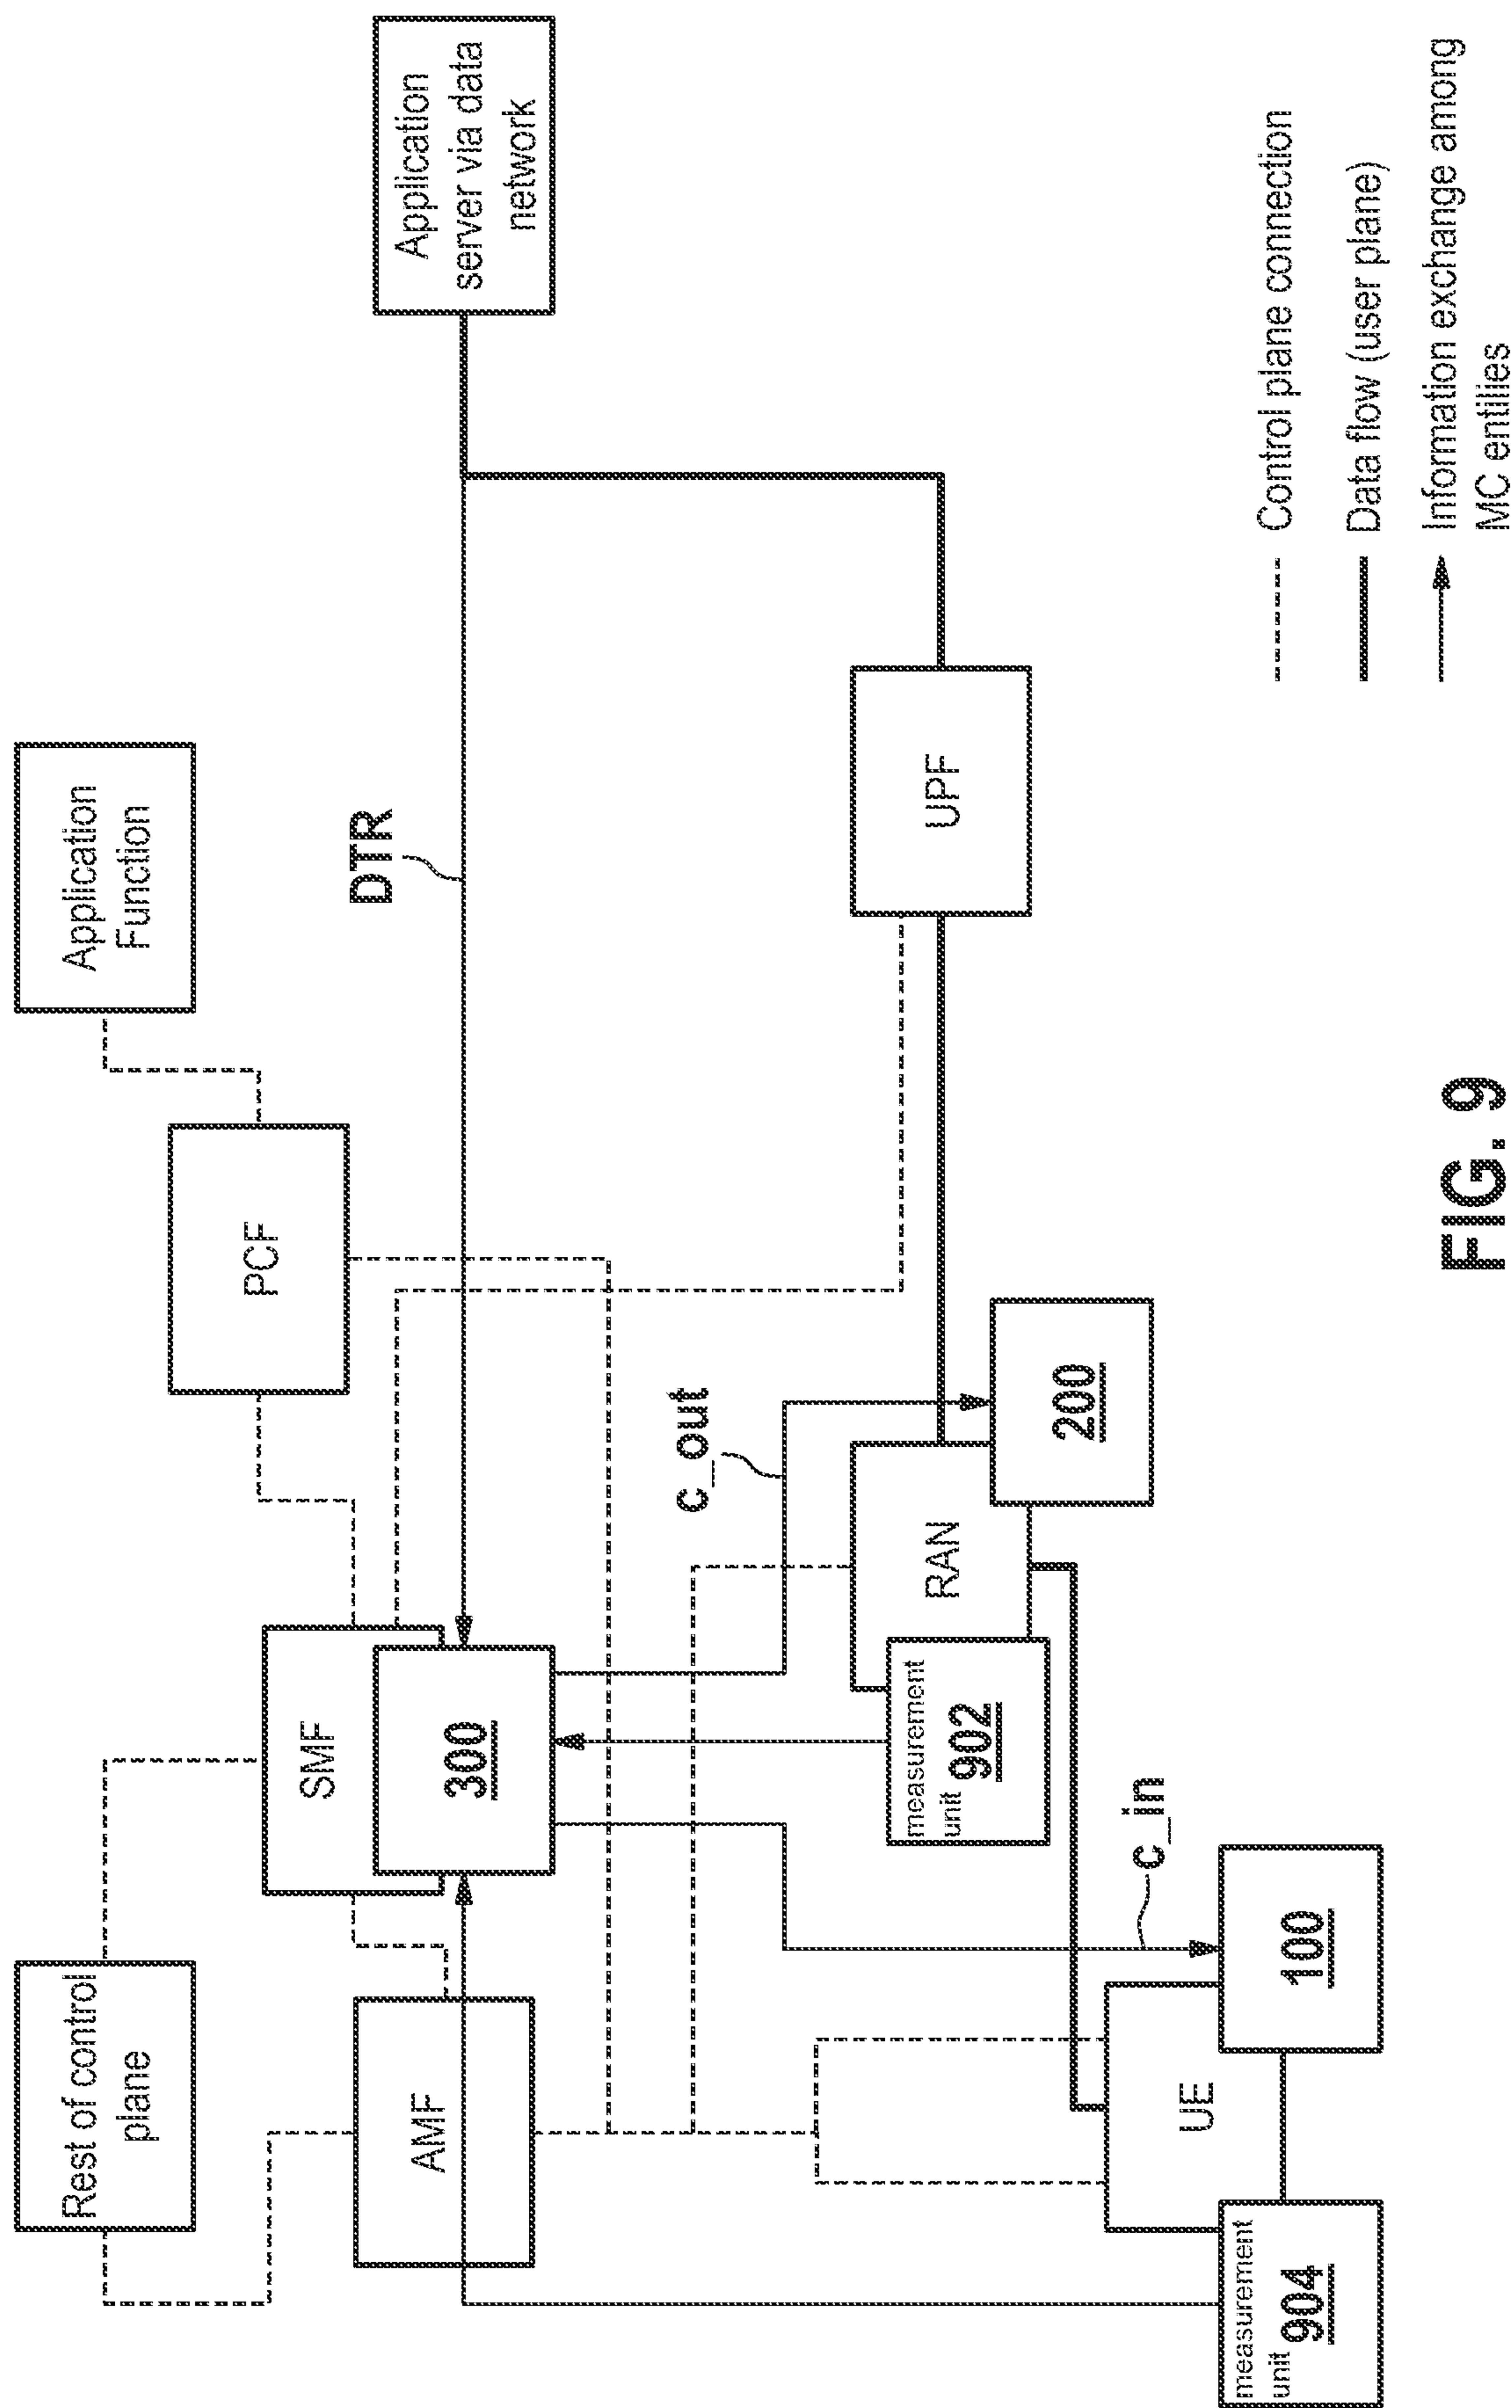 Rest of control
plane
Application
Function
PCF
SMF
300
AMF
DTR
Application
server via data
network
c_out
measurement
unit 902
RAN
200
UPF
c_in
UE
100
measurement
unit 904
Control plane connection
Data flow (user plane)
Information exchange among
MC entities
FIG. 9